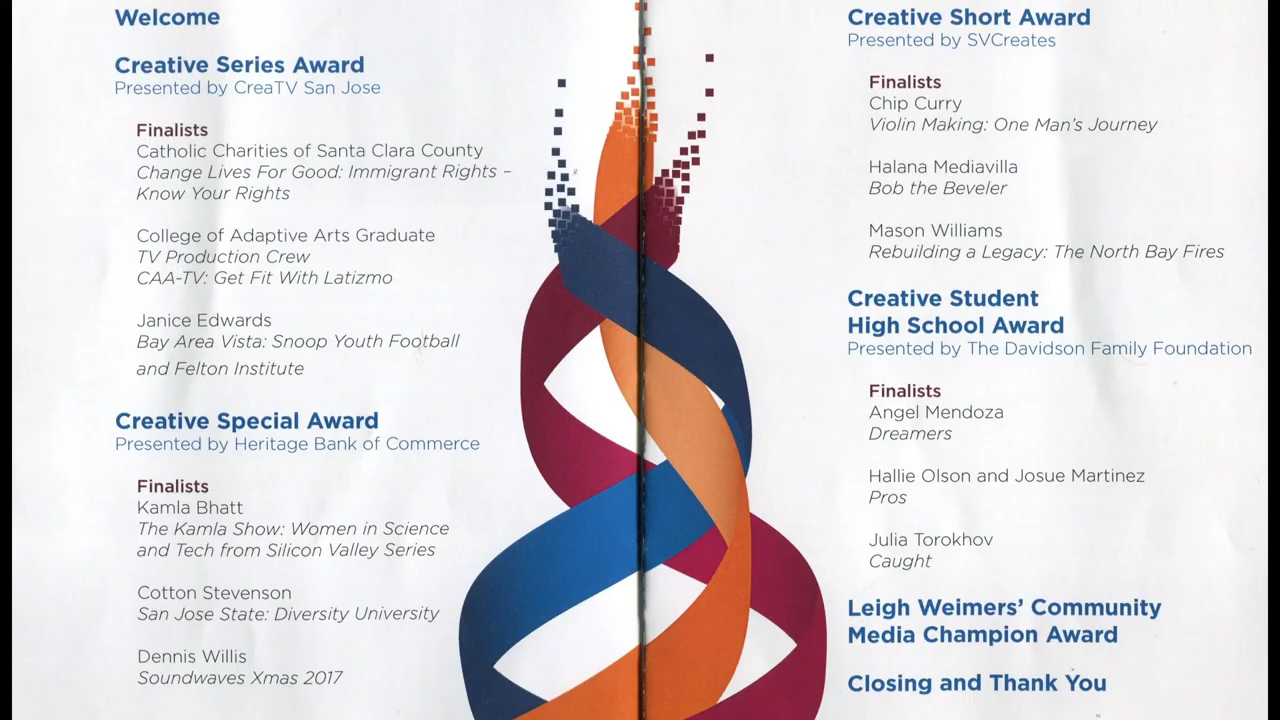 Welcome
Creative Series Award
Presented by CreaTV San Jose
Finalists
Catholic Charities of Santa Clara County
Change Lives For Good: Immigrant Rights –
Know Your Rights
College of Adaptive Arts Graduate
TV Production Crew
CAA-TV: Get Fit With Latizmo
Janice Edwards
Bay Area Vista: Snoop Youth Football
and Felton Institute
Creative Special Award
Presented by Heritage Bank of Commerce
Finalists
Kamla Bhatt
The Kamla Show: Women in Science
and Tech from Silicon Valley Series
Cotton Stevenson
San Jose State: Diversity University
Dennis Willis
Soundwaves Xmas 2017
Creative Short Award
Presented by SVCreates
Finalists
Chip Curry
Violin Making: One Man's Journey
Halana Mediavilla
Bob the Beveler
Mason Williams
Rebuilding a Legacy: The North Bay Fires
Creative Student
High School Award
Presented by The Davidson Family Foundation
Finalists
Angel Mendoza
Dreamers
Hallie Olson and Josue Martinez
Pros
Julia Torokhov
Caught
Leigh Weimers' Community
Media Champion Award
Closing and Thank You